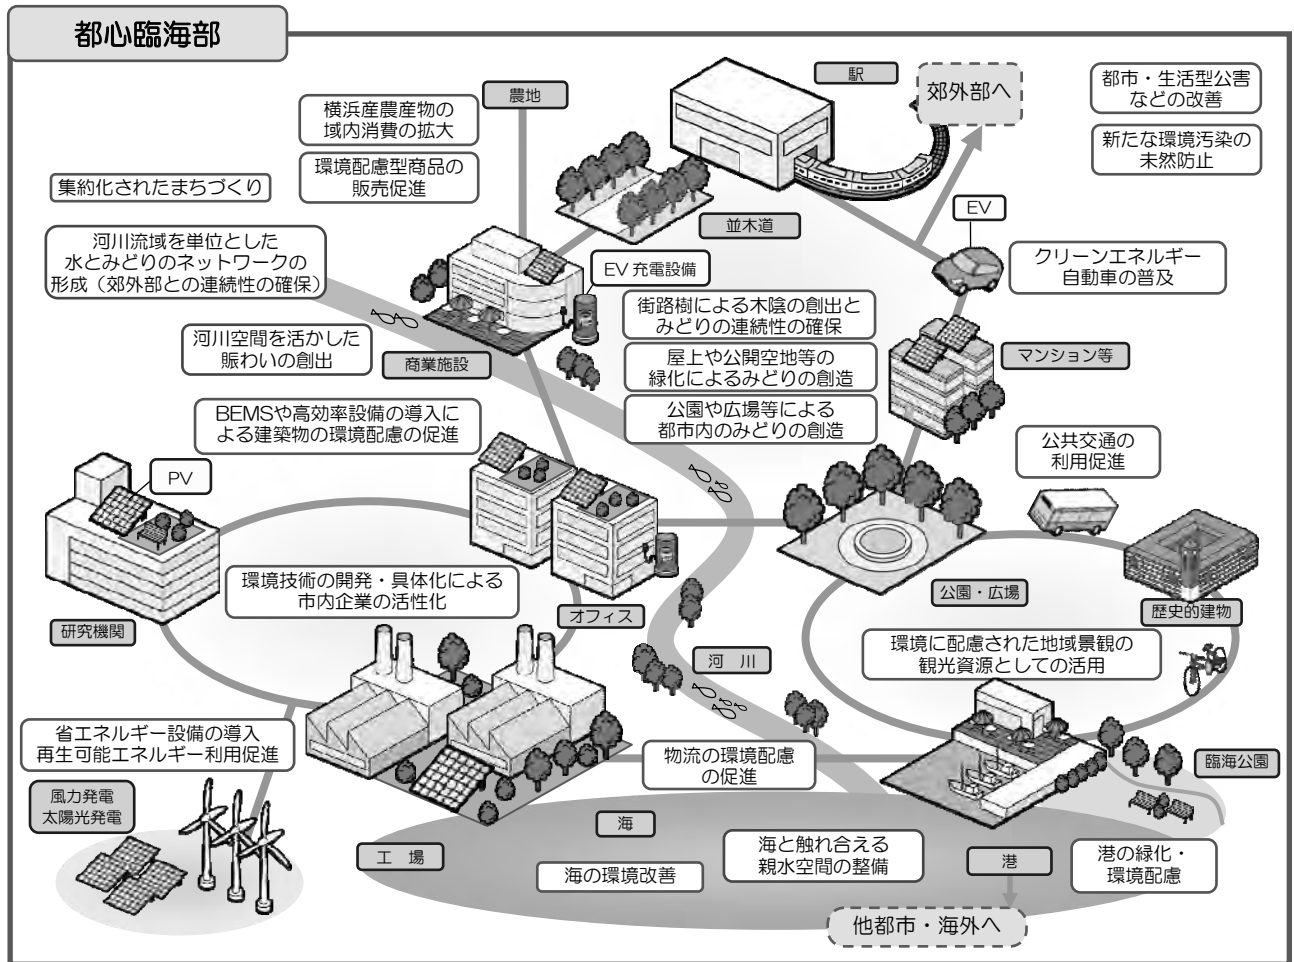 都心臨海部
駅
郊外部へ
都市・生活型公害
などの改善
農地
横浜産農産物の
域内消費の拡大
新たな環境汚染の
未然防止
環境配慮型商品の
販売促進
集約化されたまちづくり
EV
並木道
河川流域を単位とした
水とみどりのネットワークの
形成（郊外部との連続性の確保）
EV 充電設備
クリーンエネルギー
自動車の普及
街路樹による木陰の創出と
みどりの連続性の確保
河川空間を活かした
賑わいの創出
商業施設
屋上や公開空地等の
緑化によるみどりの創造
マンション等
公園や広場等による
都市内のみどりの創造
BEMSや高効率設備の導入に
よる建築物の環境配慮の促進
公共交通の
利用促進
PV
環境技術の開発・具体化による
市内企業の活性化
公園・広場
オフィス
歴史的建物
研究機関
環境に配慮された地域景観の
観光資源としての活用
河　川
省エネルギー設備の導入
再生可能エネルギー利用促進
物流の環境配慮
の促進
臨海公園
風力発電
太陽光発電
海
工　場
海と触れ合える
親水空間の整備
港
港の緑化・
環境配慮
海の環境改善
他都市・海外へ